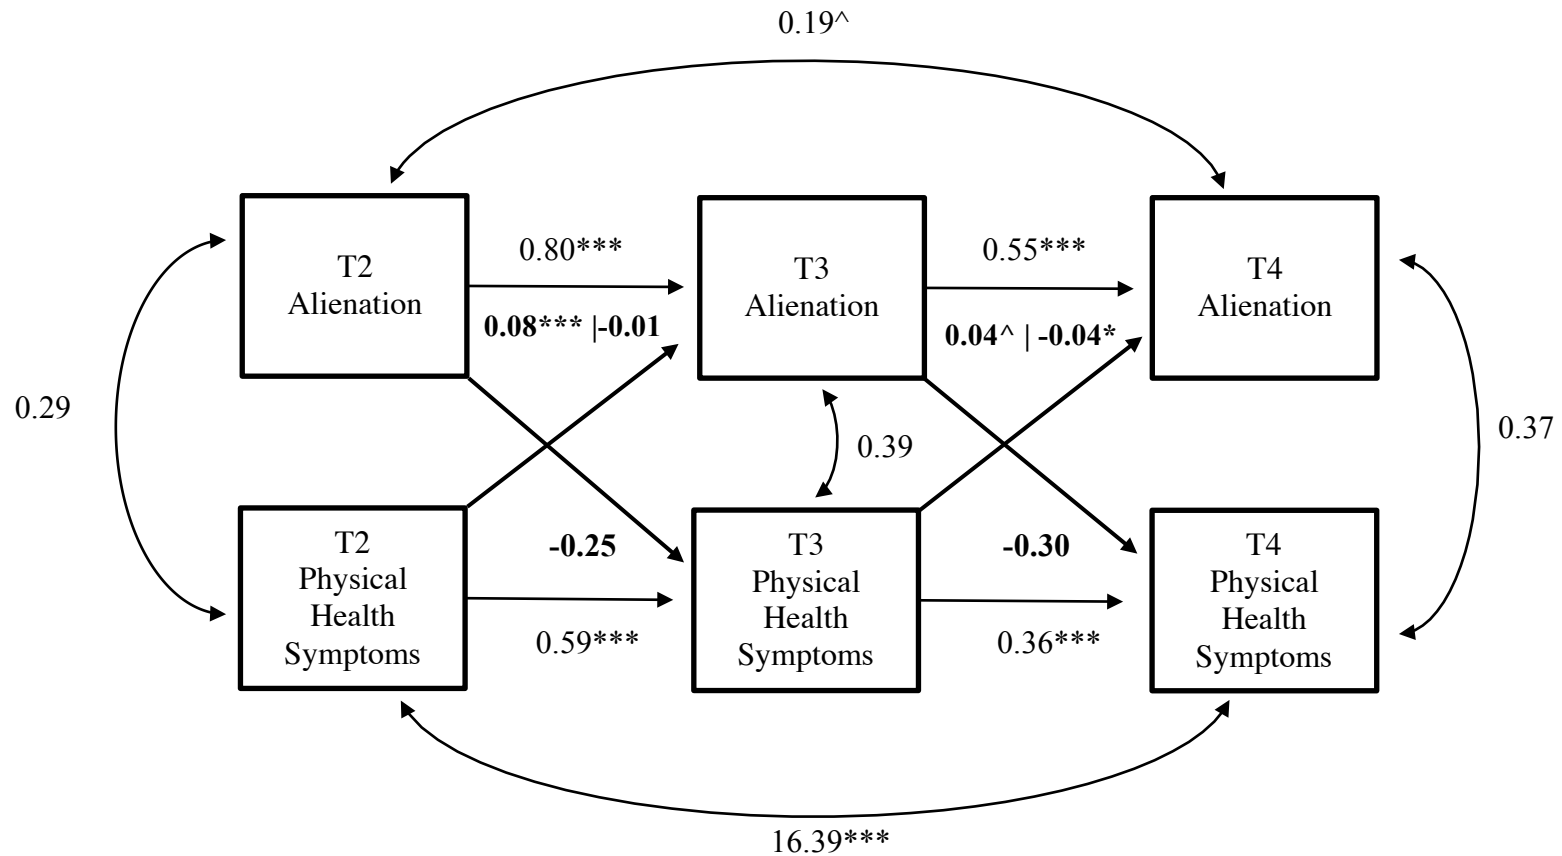 0.19^
T2
Alienation
0.80***
T3
Alienation
0.55***
T4
Alienation
0.08*** |-0.01
0.04^ | -0.04*
0.29
0.39
0.37
T2
Physical
Health
Symptoms
-0.25
0.59***
T3
Physical
Health
Symptoms
-0.30
0.36***
T4
Physical
Health
Symptoms
16.39***